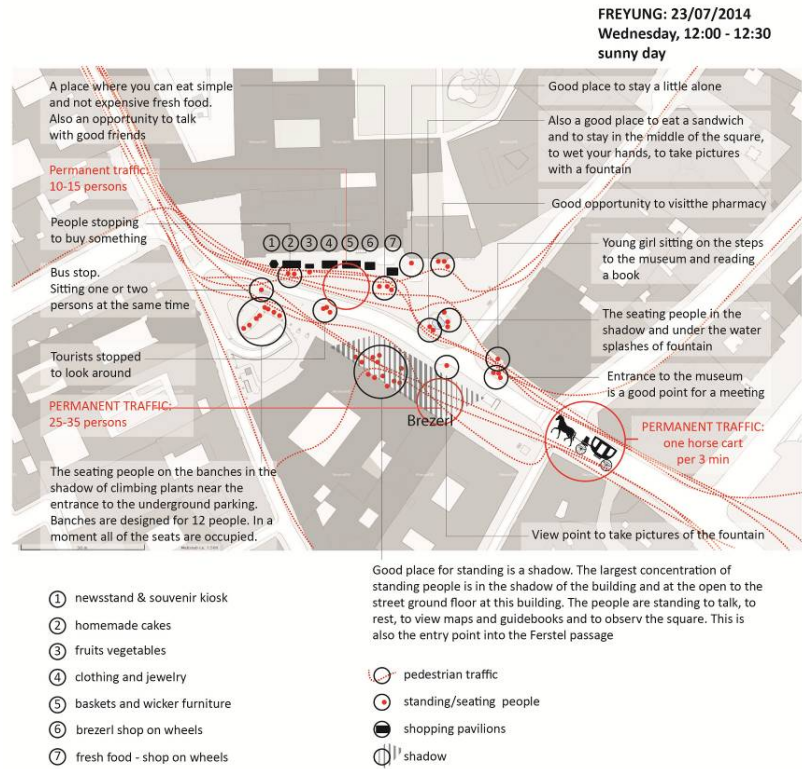 FREYUNG: 23/07/2014
Wednesday, 12:00 - 12:30
sunny day
A place where you can eat simple
and not expensive fresh food.
Also an opportunity to talk
with good friends
Permanent traffic:
10-15 persons
People stopping
to buy something
Bus stop.
Sitting one or two
persons at the same time
Tourists stopped
to look around
PERMANENT TRAFFIC:
25-35 persons
The seating people on the banches in the
shadow of climbing plants near the
entrance to the underground parking.
Banches are designed for 12 people. In a
moment all of the seats are occupied.
1 2 3 4 5 6 7
Brezerl
Good place to stay a little alone
Also a good place to eat a sandwich
and to stay in the middle of the square,
to wet your hands, to take pictures
with a fountain
Good opportunity to visitthe pharmacy
Young girl sitting on the steps
to the museum and reading
a book
The seating people in the
shadow and under the water
splashes of fountain
Entrance to the museum
is a good point for a meeting
PERMANENT TRAFFIC:
one horse cart
per 3 min
View point to take pictures of the fountain
Good place for standing is a shadow. The largest concentration of
standing people is in the shadow of the building and at the open to the
street ground floor at this building. The people are standing to talk, to
rest, to view maps and guidebooks and to observ the square. This is
also the entry point into the Ferstel passage
1 newsstand & souvenir kiosk
2 homemade cakes
3 fruits vegetables
4 clothing and jewelry
5 baskets and wicker furniture
6 brezerl shop on wheels
7 fresh food - shop on wheels
pedestrian traffic
standing/seating people
shopping pavilions
shadow